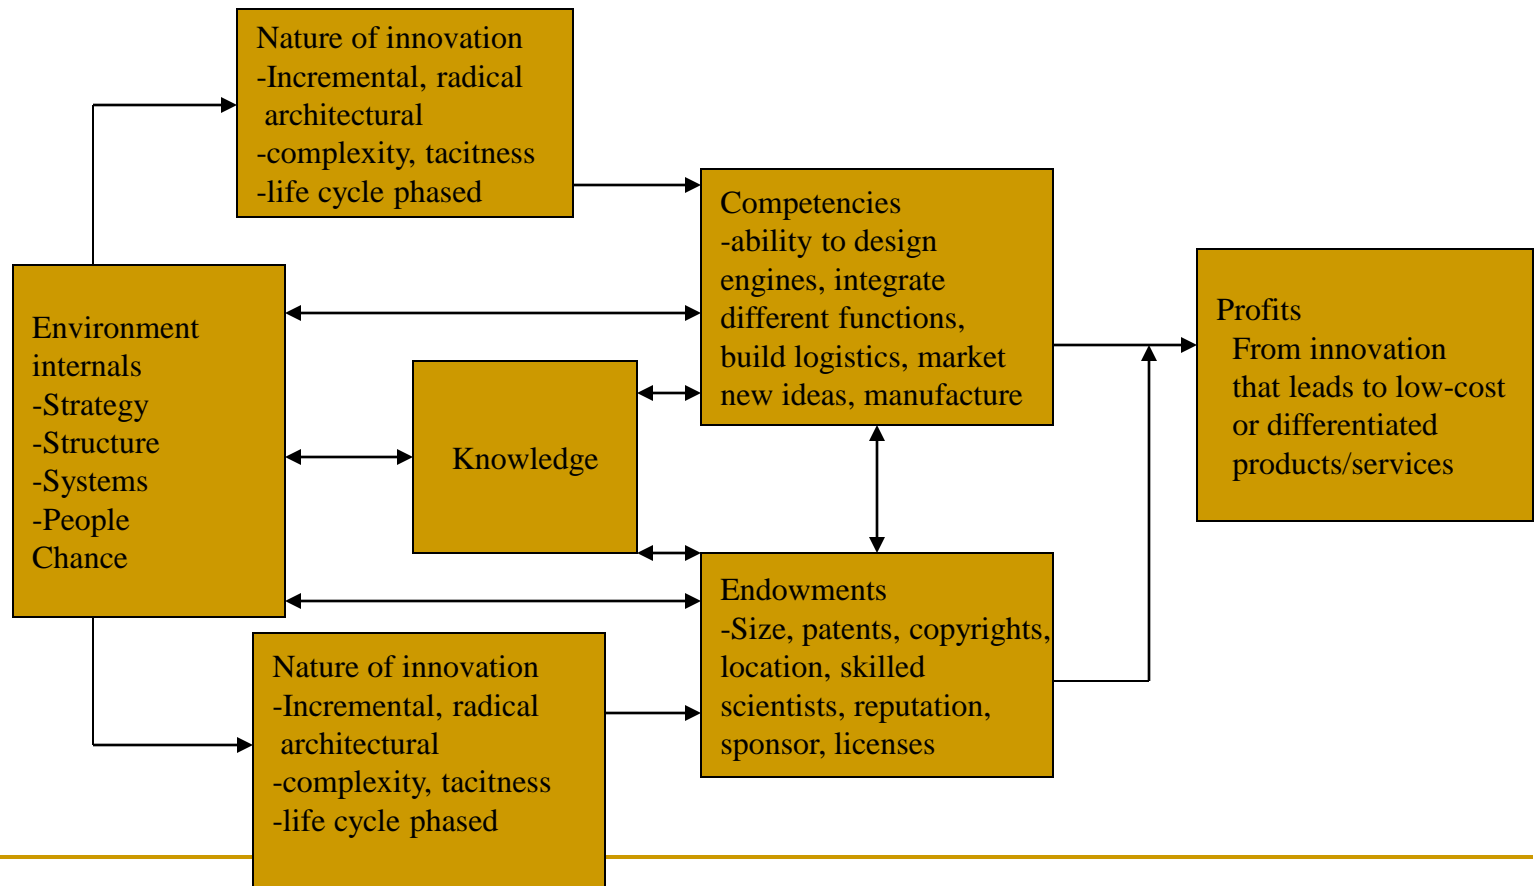 Nature of innovation
-Incremental, radical
architectural
-complexity, tacitness
-life cycle phased
Environment
internals
-Strategy
-Structure
-Systems
-People
Chance
Knowledge
Competencies
-ability to design
engines, integrate
different functions,
build logistics, market
new ideas, manufacture
Profits
From innovation
that leads to low-cost
or differentiated
products/services
Endowments
-Size, patents, copyrights,
location, skilled
scientists, reputation,
sponsor, licenses
Nature of innovation
-Incremental, radical
architectural
-complexity, tacitness
-life cycle phased